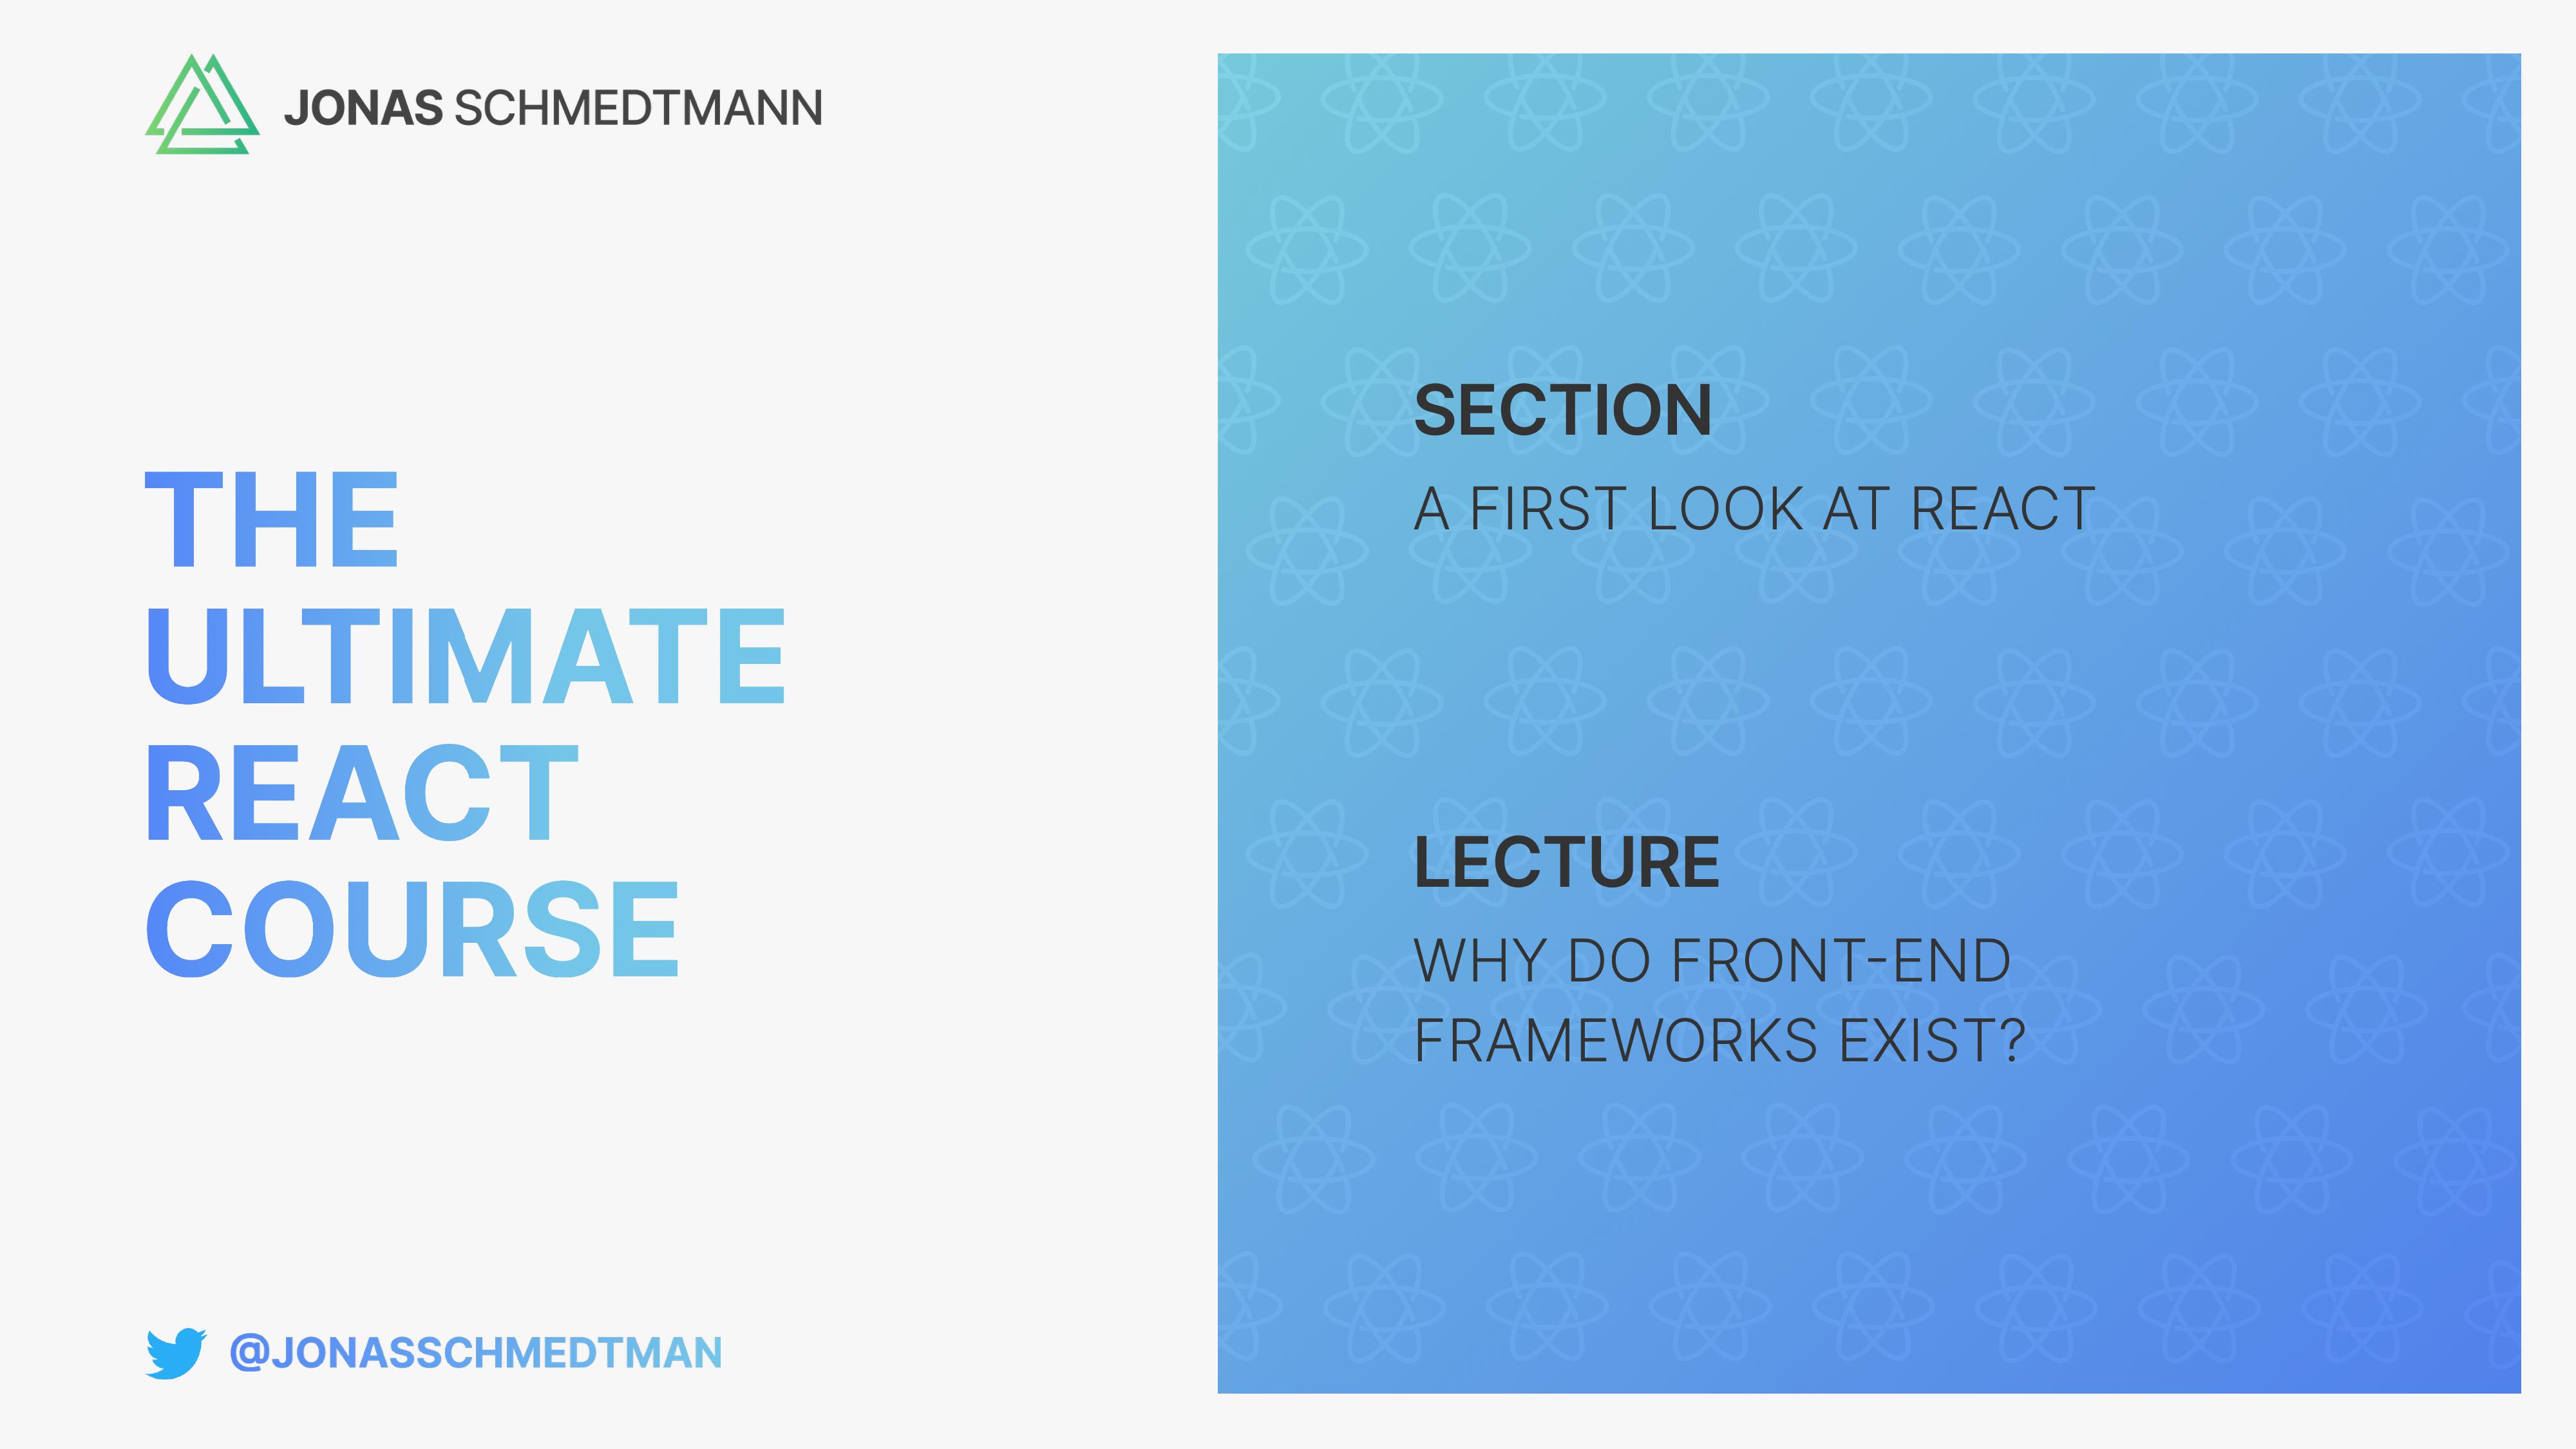 JONAS SCHMEDTMANN
THE
ULTIMATE
REACT
COURSE
@JONASSCHMEDTMAN
SECTION
A FIRST LOOK AT REACT
LECTURE
WHY DO FRONT-END
FRAMEWORKS EXIST?